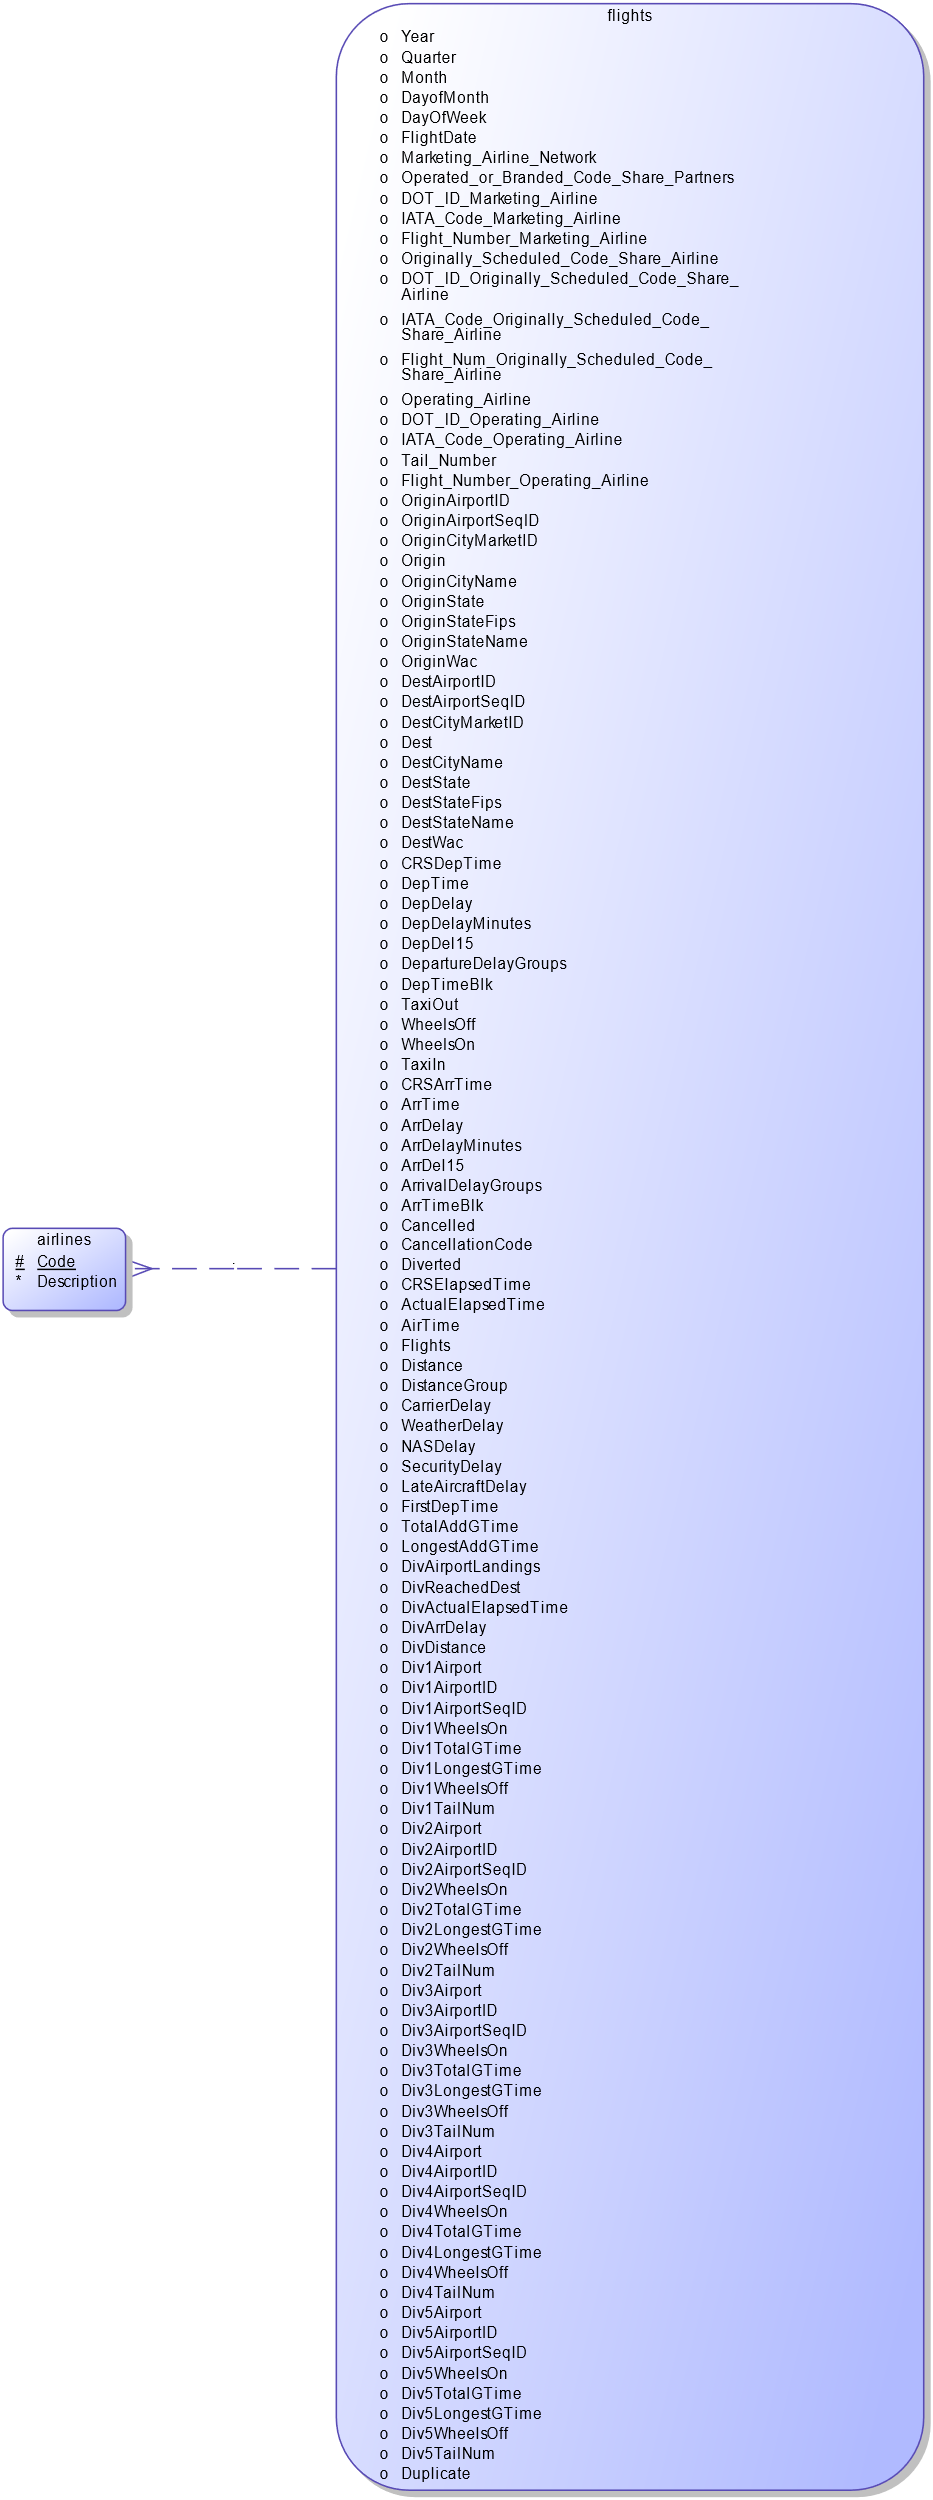 flights
o Year
o Quarter
o Month
o DayofMonth
o DayOfWeek
o FlightDate
o Marketing_Airline_Network
o Operated_or_Branded_Code_Share_Partners
o DOT_ID_Marketing_Airline
o IATA_Code_Marketing_Airline
o Flight_Number_Marketing_Airline
o Originally_Scheduled_Code_Share_Airline
o DOT_ID_Originally_Scheduled_Code_Share_
Airline
o IATA_Code_Originally_Scheduled_Code_
Share_Airline
o Flight_Num_Originally_Scheduled_Code_
Share_Airline
o Operating_Airline
o DOT_ID_Operating_Airline
o IATA_Code_Operating_Airline
o Tail_Number
o Flight_Number_Operating_Airline
o OriginAirportID
o OriginAirportSeqID
o OriginCityMarketID
o Origin
o OriginCityName
o OriginState
o OriginStateFips
o OriginStateName
o OriginWac
o DestAirportID
o DestAirportSeqID
o DestCityMarketID
o Dest
o DestCityName
o DestState
o DestStateFips
o DestStateName
o DestWac
o CRSDepTime
o DepTime
o DepDelay
o DepDelayMinutes
o DepDel15
o DepartureDelayGroups
o DepTimeBlk
o TaxiOut
o WheelsOff
o WheelsOn
o TaxiIn
o CRSArrTime
o ArrTime
o ArrDelay
o ArrDelayMinutes
o ArrDel15
o ArrivalDelayGroups
o ArrTimeBlk
o Cancelled
o CancellationCode
o Diverted
o CRSElapsedTime
o ActualElapsedTime
o AirTime
o Flights
o Distance
o DistanceGroup
o CarrierDelay
o WeatherDelay
o NASDelay
o SecurityDelay
o LateAircraftDelay
o FirstDepTime
o TotalAddGTime
o LongestAddGTime
o DivAirportLandings
o DivReachedDest
o DivActualElapsedTime
o DivArrDelay
o DivDistance
o Div1Airport
o Div1AirportID
o Div1AirportSeqID
o Div1WheelsOn
o Div1TotalGTime
o Div1LongestGTime
o Div1WheelsOff
o Div1TailNum
o Div2Airport
o Div2AirportID
o Div2AirportSeqID
o Div2WheelsOn
o Div2TotalGTime
o Div2LongestGTime
o Div2WheelsOff
o Div2TailNum
o Div3Airport
o Div3AirportID
o Div3AirportSeqID
o Div3WheelsOn
o Div3TotalGTime
o Div3LongestGTime
o Div3WheelsOff
o Div3TailNum
o Div4Airport
o Div4AirportID
o Div4AirportSeqID
o Div4WheelsOn
o Div4TotalGTime
o Div4LongestGTime
o Div4WheelsOff
o Div4TailNum
o Div5Airport
o Div5AirportID
o Div5AirportSeqID
o Div5WheelsOn
o Div5TotalGTime
o Div5LongestGTime
o Div5WheelsOff
o Div5TailNum
o Duplicate
airlines
# Code
* Description